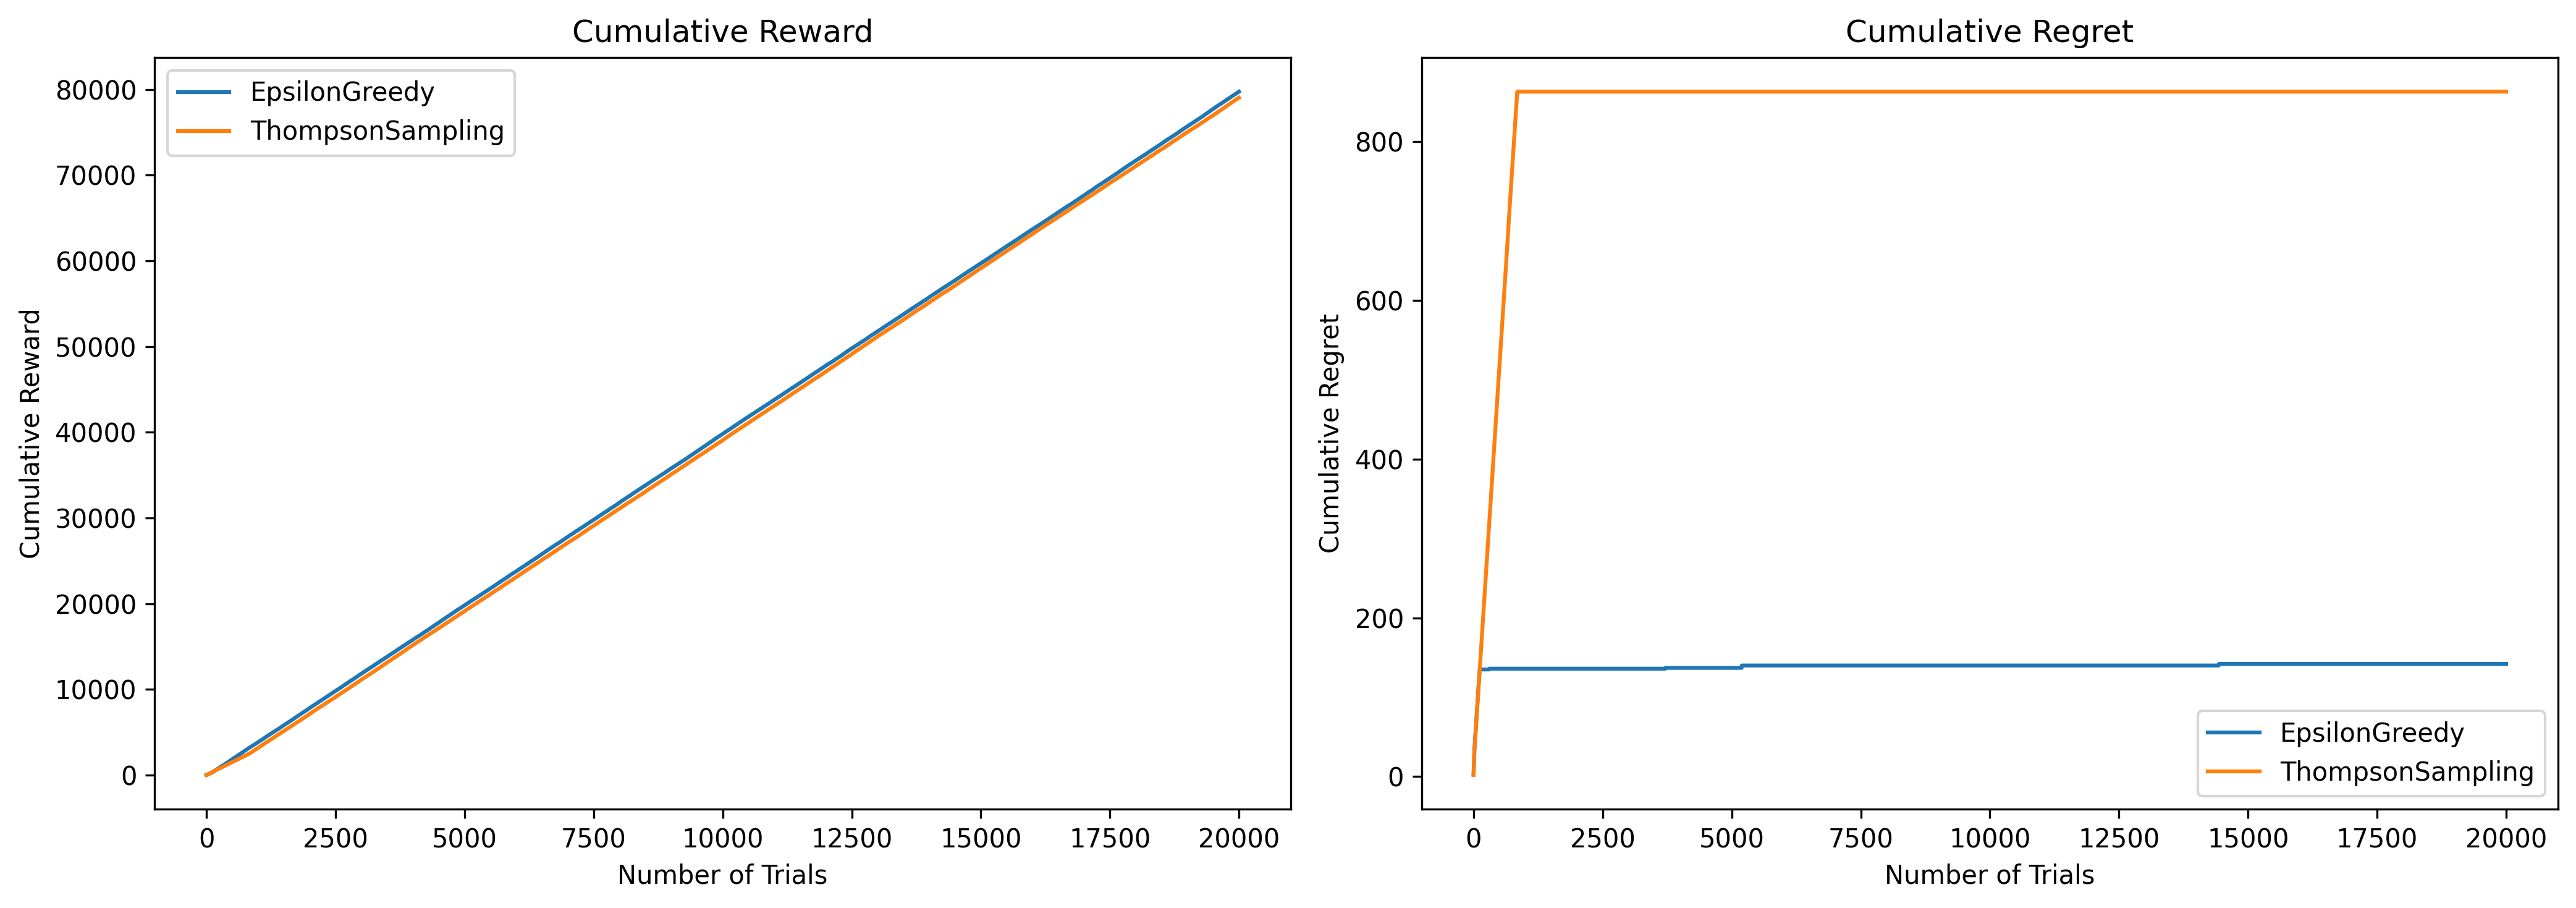 Cumulative Reward
EpsilonGreedy
ThompsonSampling
80000
70000
60000
50000
40000
30000
20000
10000
0
Cumulative Reward
0 2500 5000 7500 10000 12500 15000 17500 20000
Number of Trials
Cumulative Regret
800
600
400
200
0
Cumulative Regret
EpsilonGreedy
ThompsonSampling
0 2500 5000 7500 10000 12500 15000 17500 20000
Number of Trials